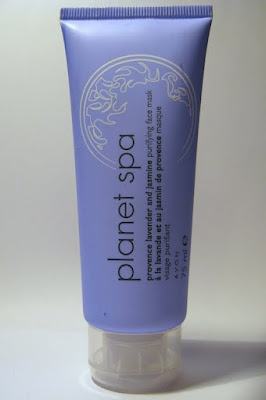 planet spa
provence lavender and jasmine purifying face mask
à la lavande et au jasmin de provence masque
visage purifiant
AVON
75 ml ℮